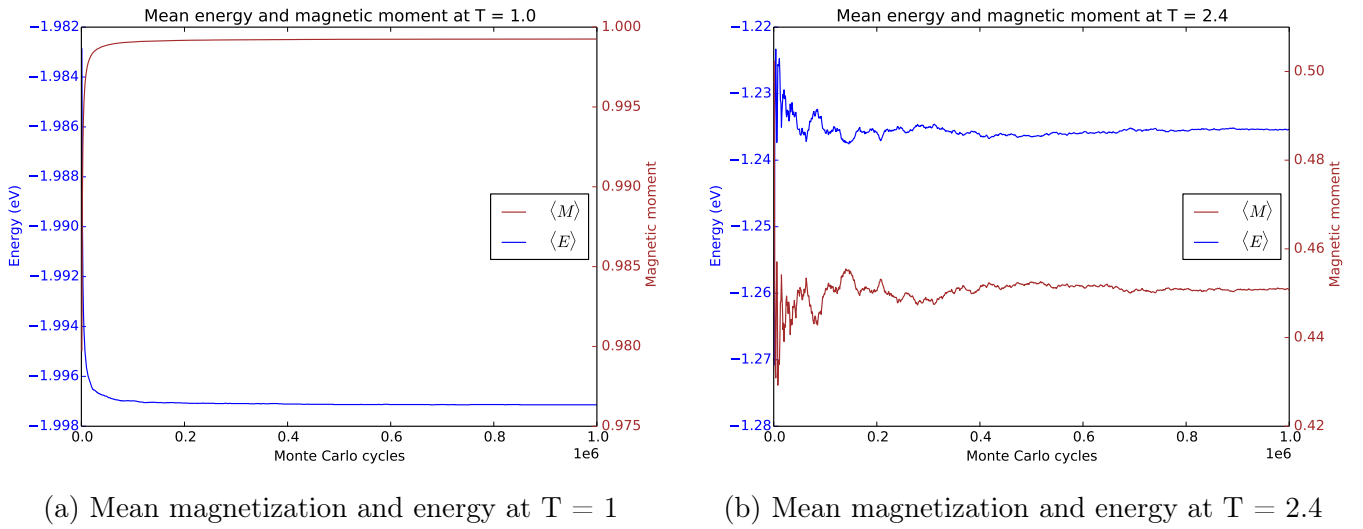 Mean energy and magnetic moment at T = 1.0
−1.982
−1.984
−1.986
−1.988
−1.990
−1.992
−1.994
−1.996
−1.998
Energy (eV)
1.000
0.995
0.990
0.985
0.980
0.975
Magnetic moment
⟨M⟩
⟨E⟩
0.0 0.2 0.4 0.6 0.8 1.0
1e6
Monte Carlo cycles
(a) Mean magnetization and energy at T = 1
Mean energy and magnetic moment at T = 2.4
−1.22
−1.23
−1.24
−1.25
−1.26
−1.27
−1.28
Energy (eV)
0.50
0.48
0.46
0.44
0.42
Magnetic moment
⟨M⟩
⟨E⟩
0.0 0.2 0.4 0.6 0.8 1.0
1e6
Monte Carlo cycles
(b) Mean magnetization and energy at T = 2.4